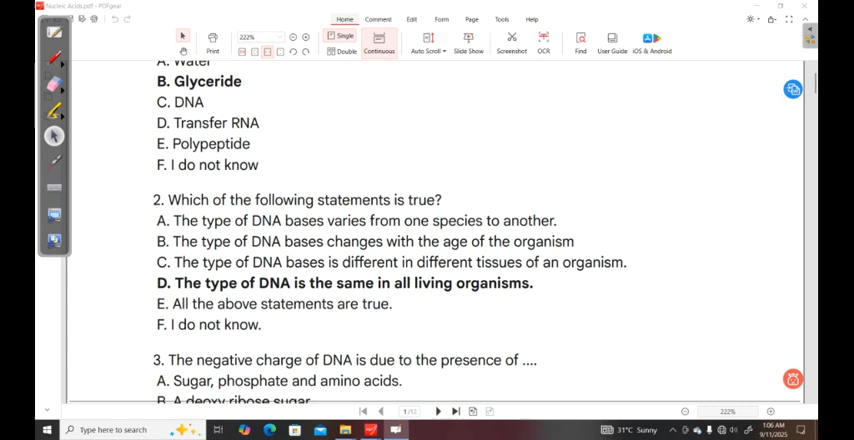 Nucleic Acids.pdf - PDFgear
Home Comment Edit Form Page Tools Help
Print
222%
Single
Double
Continuous
Auto Scroll
Slide Show
Screenshot
OCR
Find
User Guide
iOS & Android
A. Water
B. Glyceride
C. DNA
D. Transfer RNA
E. Polypeptide
F. I do not know
2. Which of the following statements is true?
A. The type of DNA bases varies from one species to another.
B. The type of DNA bases changes with the age of the organism
C. The type of DNA bases is different in different tissues of an organism.
D. The type of DNA is the same in all living organisms.
E. All the above statements are true.
F. I do not know.
3. The negative charge of DNA is due to the presence of ....
A. Sugar, phosphate and amino acids.
B. A deoxy ribose sugar
1 /12
222%
Type here to search
31°C Sunny
1:06 AM
9/11/2025